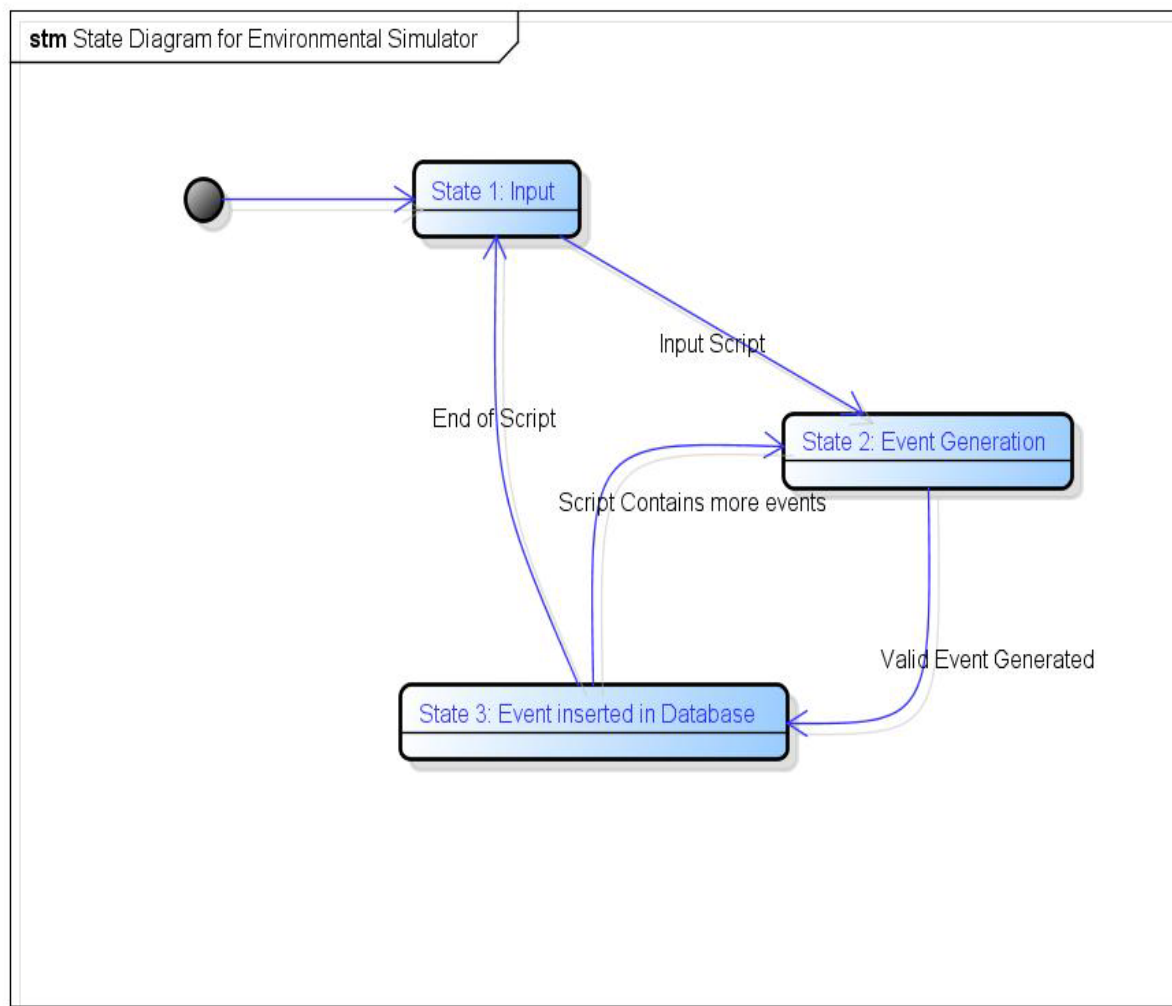 stm State Diagram for Environmental Simulator
State 1: Input
Input Script
End of Script
State 2: Event Generation
Script Contains more events
Valid Event Generated
State 3: Event inserted in Database